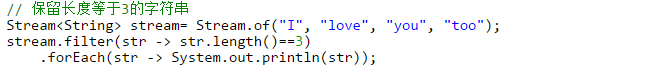 // 保留长度等于3的字符串
Stream<String> stream= Stream.of("I", "love", "you", "too");
stream.filter(str -> str.length()==3)
    .forEach(str -> System.out.println(str));